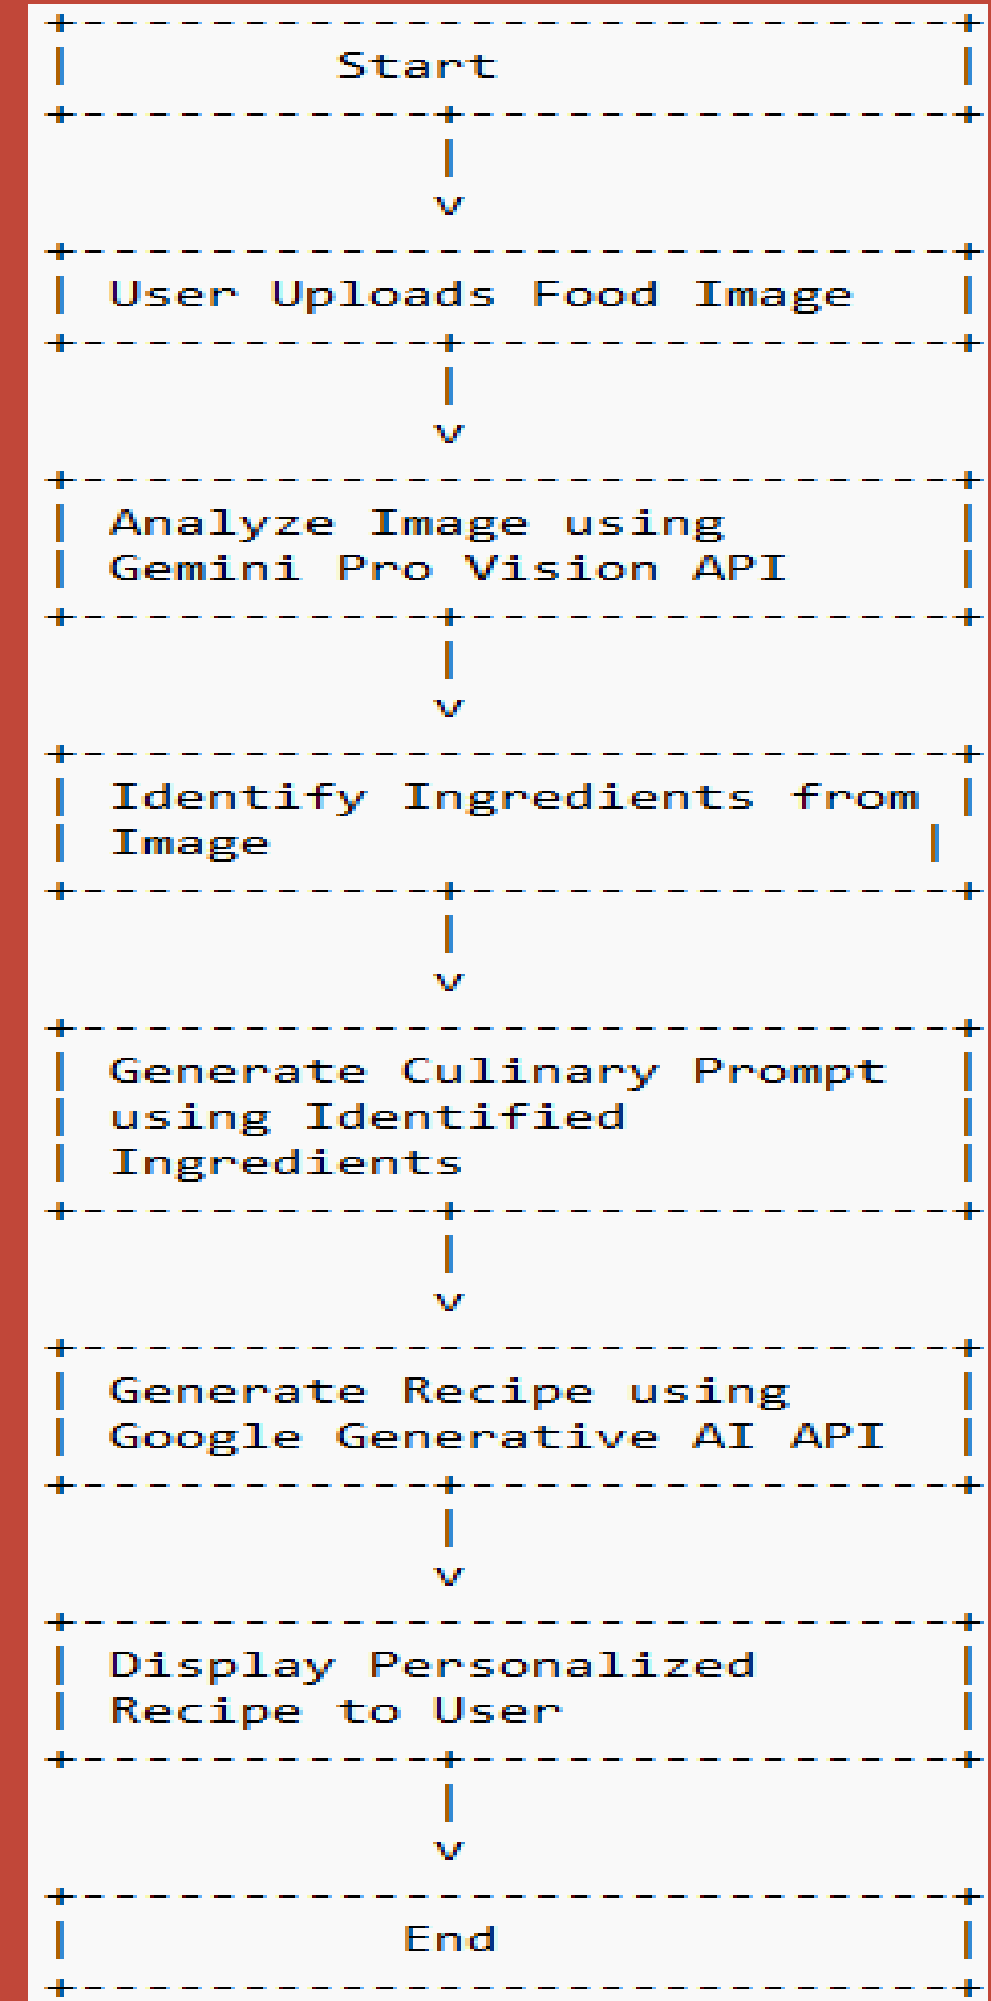 Start
User Uploads Food Image
Analyze Image using
Gemini Pro Vision API
Identify Ingredients from
Image
Generate Culinary Prompt
using Identified
Ingredients
Generate Recipe using
Google Generative AI API
Display Personalized
Recipe to User
End